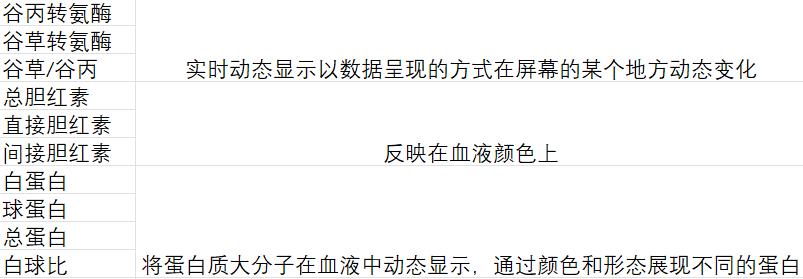 谷丙转氨酶
谷草转氨酶
谷草/谷丙 实时动态显示以数据呈现的方式在屏幕的某个地方动态变化
总胆红素
直接胆红素
间接胆红素 反映在血液颜色上
白蛋白
球蛋白
总蛋白
白球比 将蛋白质大分子在血液中动态显示，通过颜色和形态展现不同的蛋白